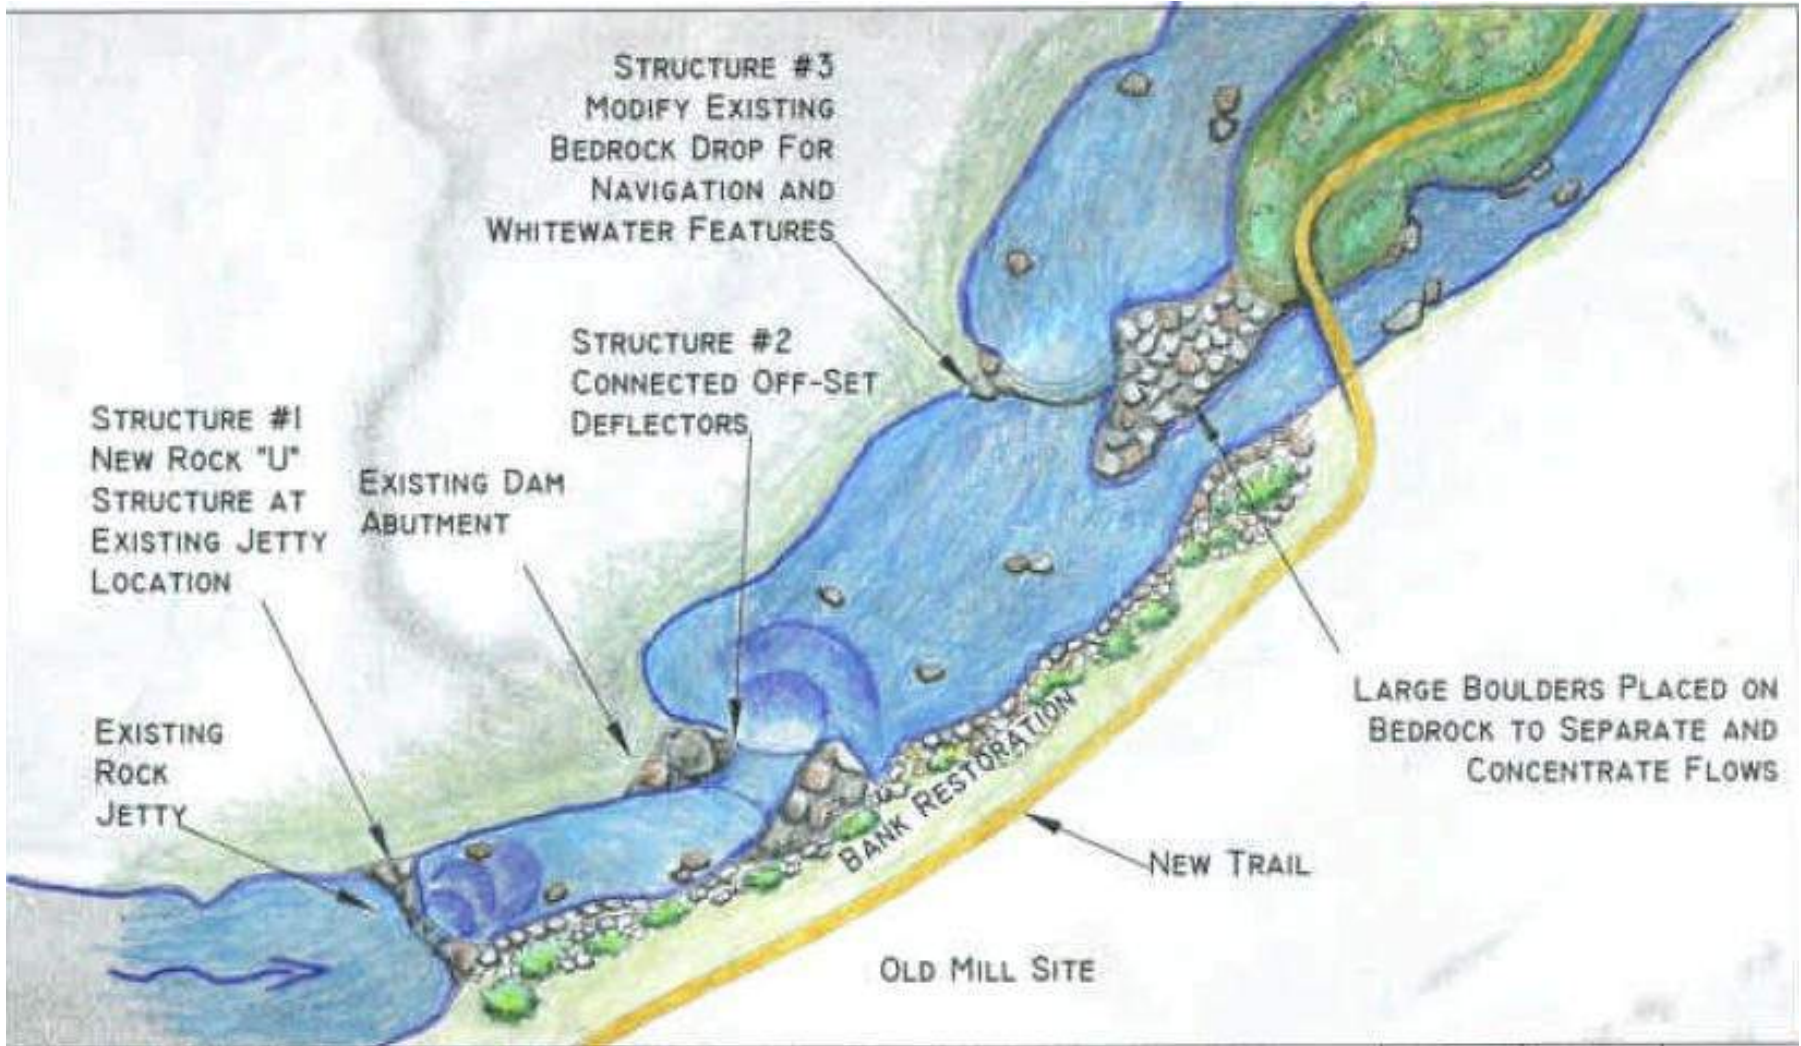 STRUCTURE #3
MODIFY EXISTING
BEDROCK DROP FOR
NAVIGATION AND
WHITEWATER FEATURES
STRUCTURE #2
CONNECTED OFF-SET
DEFLECTORS
STRUCTURE #1
NEW ROCK "U"
STRUCTURE AT
EXISTING JETTY
LOCATION
EXISTING DAM
ABUTMENT
EXISTING
ROCK
JETTY
LARGE BOULDERS PLACED ON
BEDROCK TO SEPARATE AND
CONCENTRATE FLOWS
BANK RESTORATION
NEW TRAIL
OLD MILL SITE